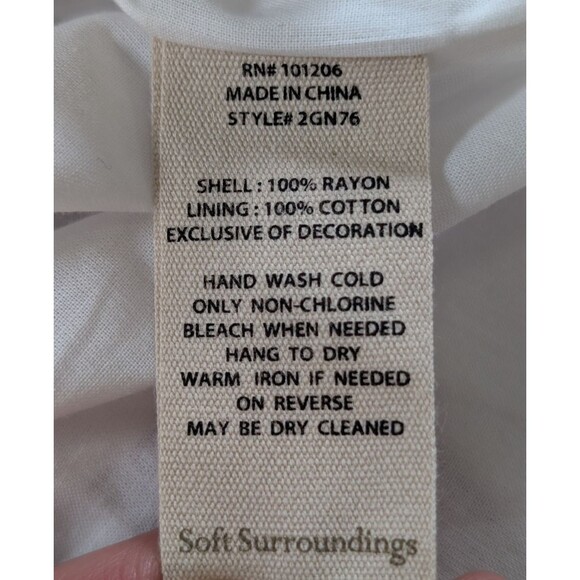 RN# 101206
MADE IN CHINA
STYLE# 2GN76
SHELL : 100% RAYON
LINING : 100% COTTON
EXCLUSIVE OF DECORATION
HAND WASH COLD
ONLY NON-CHLORINE
BLEACH WHEN NEEDED
HANG TO DRY
WARM IRON IF NEEDED
ON REVERSE
MAY BE DRY CLEANED
Soft Surroundings